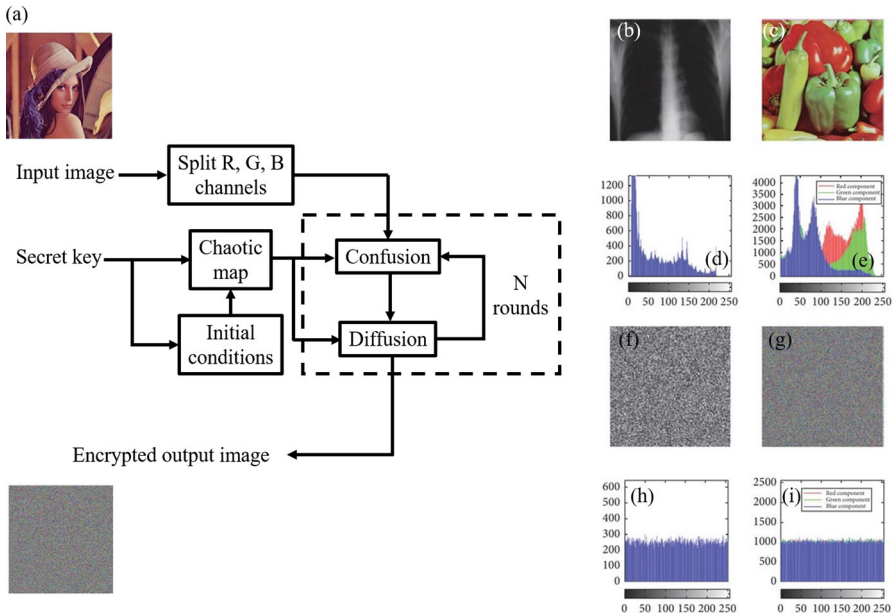 (a)
Input image
Split R, G, B
channels
Secret key
Chaotic
map
Initial
conditions
Confusion
Diffusion
N
rounds
Encrypted output image
(b)
(c)
1200
1000
800
600
400
200
0
(d)
0 50 100 150 200 250
4000
3500
3000
2500
2000
1500
1000
500
0
Red component
Green component
Blue component
(e)
0 50 100 150 200 250
(f)
(g)
600
500
400
300
200
100
0
(h)
0 50 100 150 200 250
2500
2000
1500
1000
500
0
(i)
Red component
Green component
Blue component
0 50 100 150 200 250